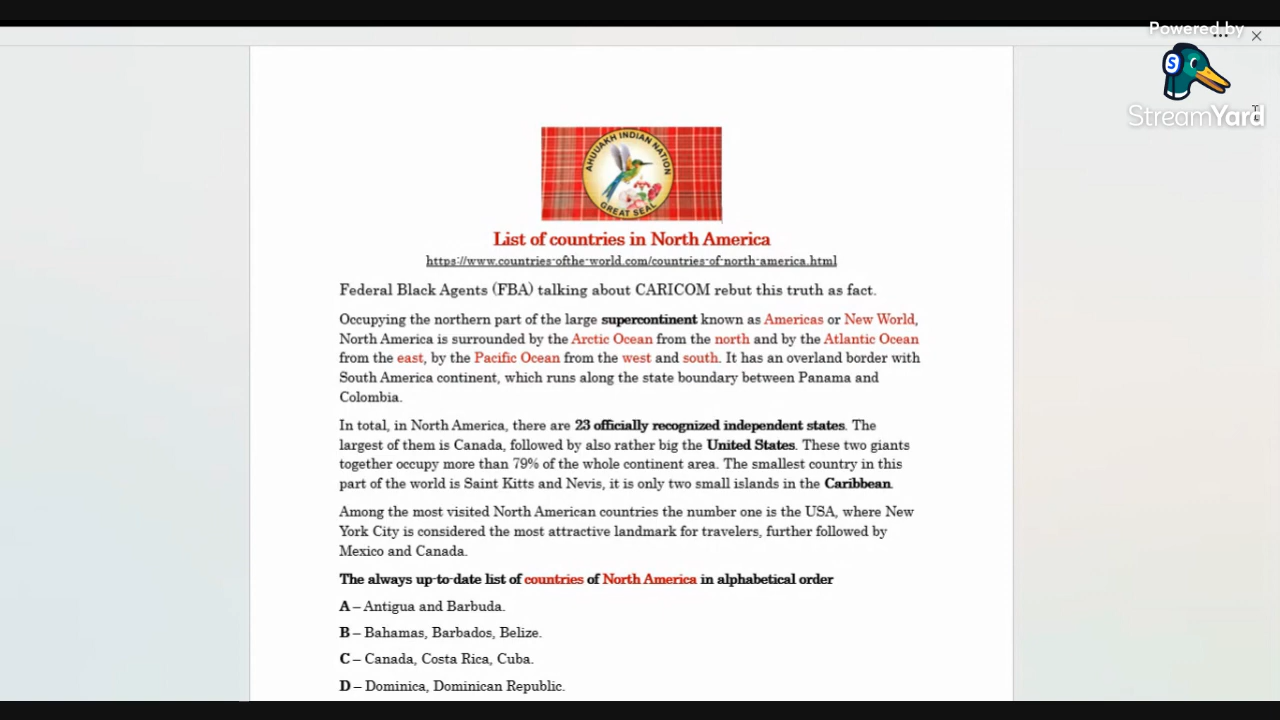 Powered by
StreamYard
AHUUAKH INDIAN NATION
GREAT SEAL
List of countries in North America
https://www.countries-ofthe-world.com/countries-of-north-america.html
Federal Black Agents (FBA) talking about CARICOM rebut this truth as fact.
Occupying the northern part of the large supercontinent known as Americas or New World,
North America is surrounded by the Arctic Ocean from the north and by the Atlantic Ocean
from the east, by the Pacific Ocean from the west and south. It has an overland border with
South America continent, which runs along the state boundary between Panama and
Colombia.
In total, in North America, there are 23 officially recognized independent states. The
largest of them is Canada, followed by also rather big the United States. These two giants
together occupy more than 79% of the whole continent area. The smallest country in this
part of the world is Saint Kitts and Nevis, it is only two small islands in the Caribbean.
Among the most visited North American countries the number one is the USA, where New
York City is considered the most attractive landmark for travelers, further followed by
Mexico and Canada.
The always up-to-date list of countries of North America in alphabetical order
A – Antigua and Barbuda.
B – Bahamas, Barbados, Belize.
C – Canada, Costa Rica, Cuba.
D – Dominica, Dominican Republic.